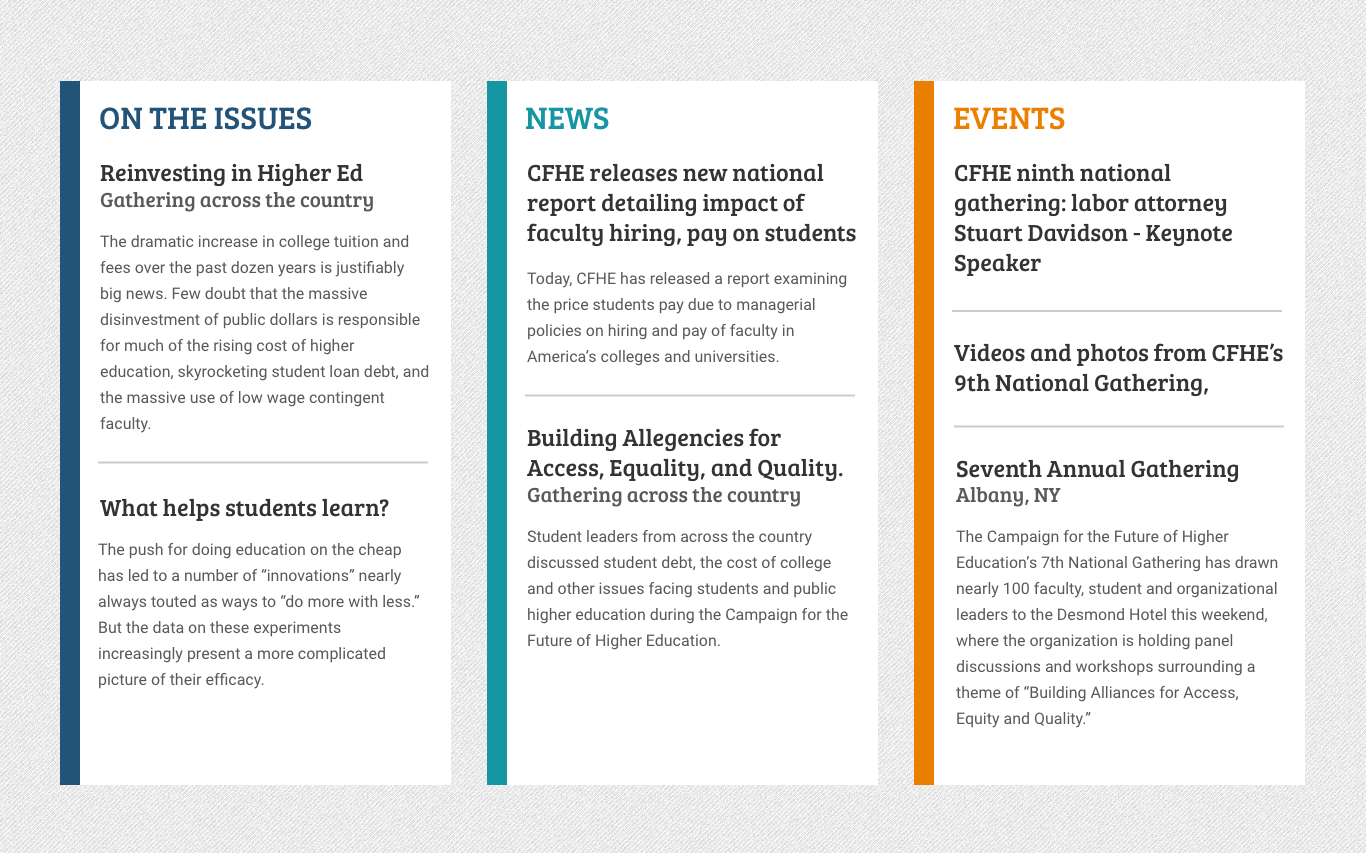 ON THE ISSUES
Reinvesting in Higher Ed
Gathering across the country
The dramatic increase in college tuition and
fees over the past dozen years is justifiably
big news. Few doubt that the massive
disinvestment of public dollars is responsible
for much of the rising cost of higher
education, skyrocketing student loan debt, and
the massive use of low wage contingent
faculty.
What helps students learn?
The push for doing education on the cheap
has led to a number of “innovations” nearly
always touted as ways to “do more with less.”
But the data on these experiments
increasingly present a more complicated
picture of their efficacy.
NEWS
CFHE releases new national
report detailing impact of
faculty hiring, pay on students
Today, CFHE has released a report examining
the price students pay due to managerial
policies on hiring and pay of faculty in
America’s colleges and universities.
Building Allegencies for
Access, Equality, and Quality.
Gathering across the country
Student leaders from across the country
discussed student debt, the cost of college
and other issues facing students and public
higher education during the Campaign for the
Future of Higher Education.
EVENTS
CFHE ninth national
gathering: labor attorney
Stuart Davidson - Keynote
Speaker
Videos and photos from CFHE’s
9th National Gathering,
Seventh Annual Gathering
Albany, NY
The Campaign for the Future of Higher
Education’s 7th National Gathering has drawn
nearly 100 faculty, student and organizational
leaders to the Desmond Hotel this weekend,
where the organization is holding panel
discussions and workshops surrounding a
theme of “Building Alliances for Access,
Equity and Quality.”